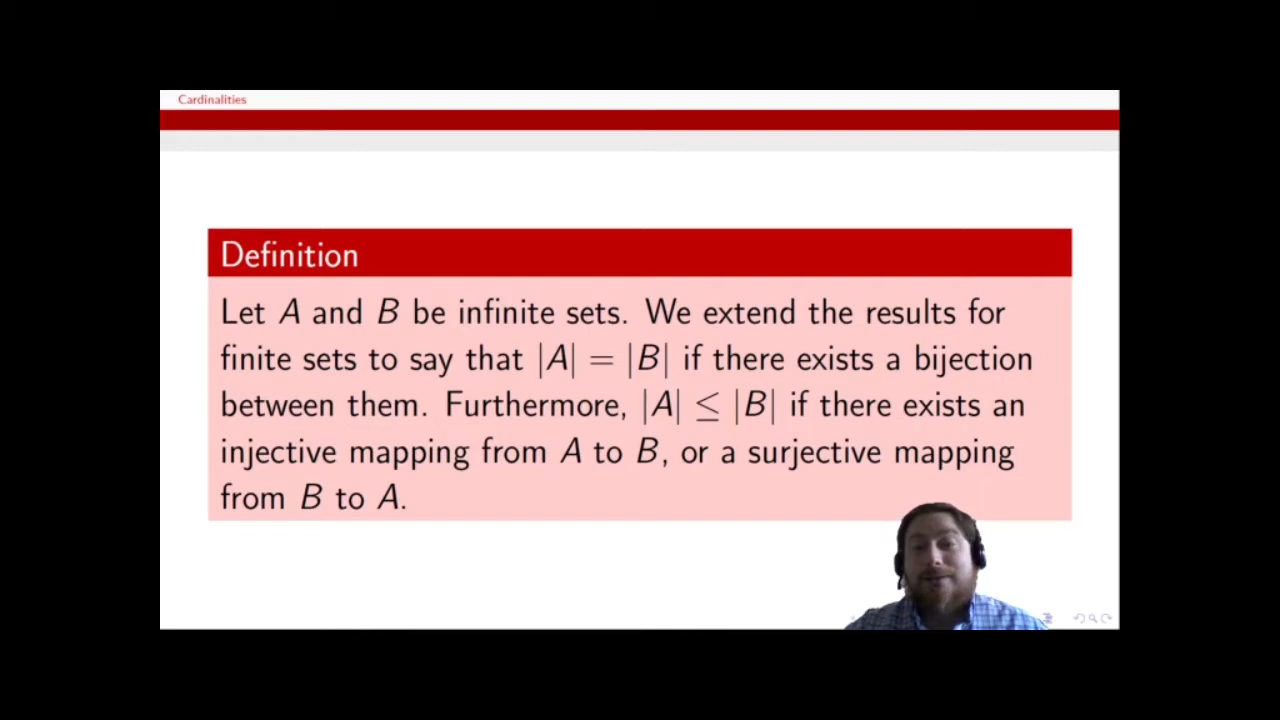 Cardinalities
Definition
Let A and B be infinite sets. We extend the results for
finite sets to say that |A| = |B| if there exists a bijection
between them. Furthermore, |A| ≤ |B| if there exists an
injective mapping from A to B, or a surjective mapping
from B to A.